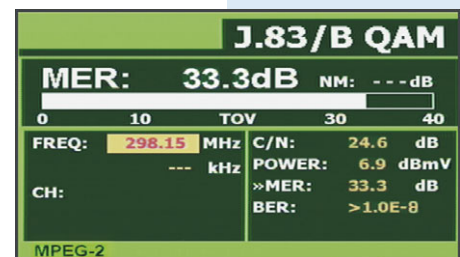 J.83/B QAM
MER: 33.3dB NM: ---dB
0 10 TOV 30 40
FREQ: 298.15 MHz
--- kHz
CH:
C/N: 24.6 dB
POWER: 6.9 dBmV
»MER: 33.3 dB
BER: >1.0E-8
MPEG-2